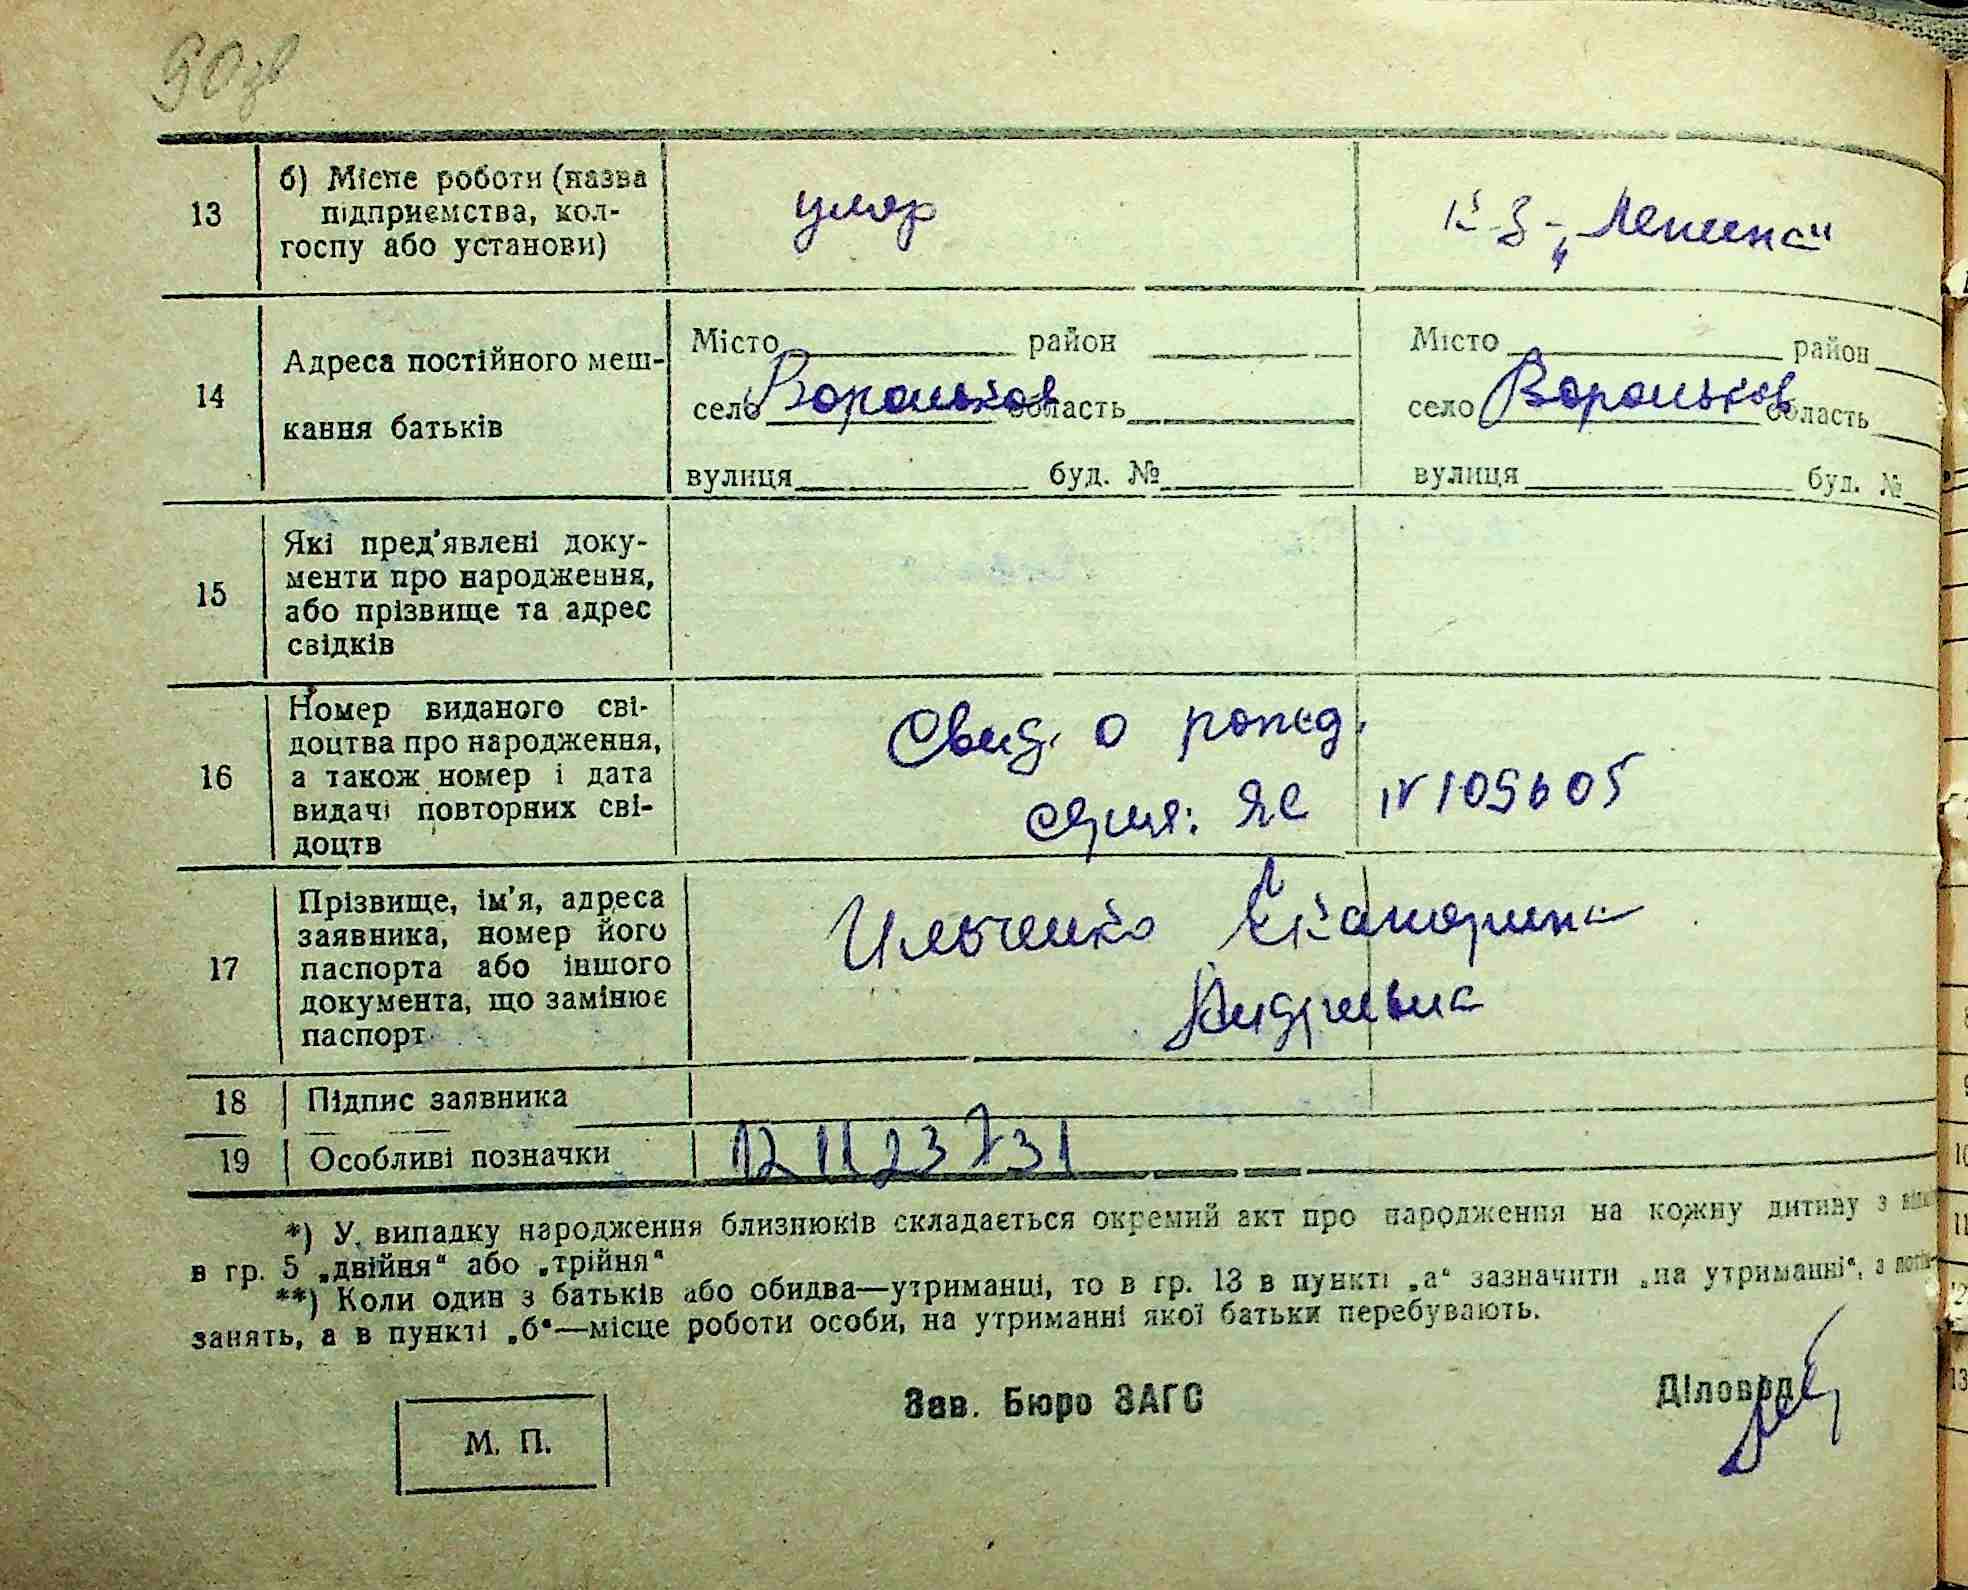 90зв
13
б) Місце роботи (назва
підприємства, кол-
госпу або установи)
умер
к-з „Ленина“
14
Адреса постійного меш-
кання батьків
Місто район
село Вороньков область
вулиця буд. №
Місто район
село Вороньков область
вулиця буд. №
15
Які пред'явлені доку-
менти про народження,
або прізвище та адрес
свідків
16
Номер виданого сві-
доцтва про народження,
а також номер і дата
видачі повторних сві-
доцтв
Свид. о рожд.
серия: ЯС № 105605
17
Прізвище, ім'я, адреса
заявника, номер його
паспорта або іншого
документа, що замінює
паспорт
Ильченко Екатерина
Андреевна
18 Підпис заявника
19 Особливі позначки
12 11 23 731
*) У випадку народження близнюків складається окремий акт про народження на кожну дитину з
в гр. 5 „двійня“ або „трійня“
**) Коли один з батьків або обидва—утриманці, то в гр. 13 в пункті „а“ зазначити „на утриманні“, а
занять, а в пункті „б“—місце роботи особи, на утриманні якої батьки перебувають.
М. П.
Зав. Бюро ЗАГС
Діловод